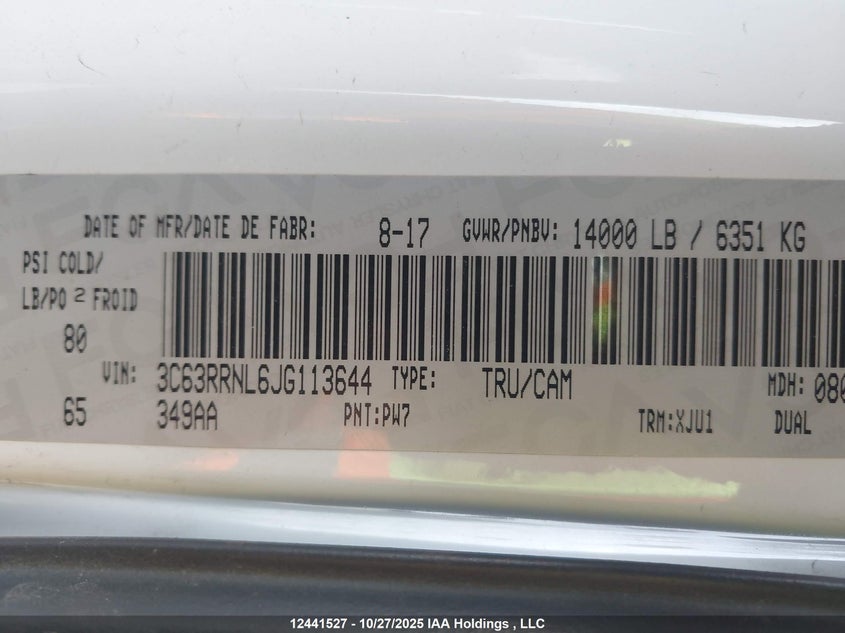 DATE OF MFR/DATE DE FABR: 8-17 GVWR/PNBV: 14000 LB / 6351 KG
PSI COLD/
LB/PO 2 FROID
80
VIN: 3C63RRNL6JG113644 TYPE: TRU/CAM MDH: 080
65 349AA PNT:PW7 TRM:XJU1 DUAL
12441527 - 10/27/2025 IAA Holdings , LLC